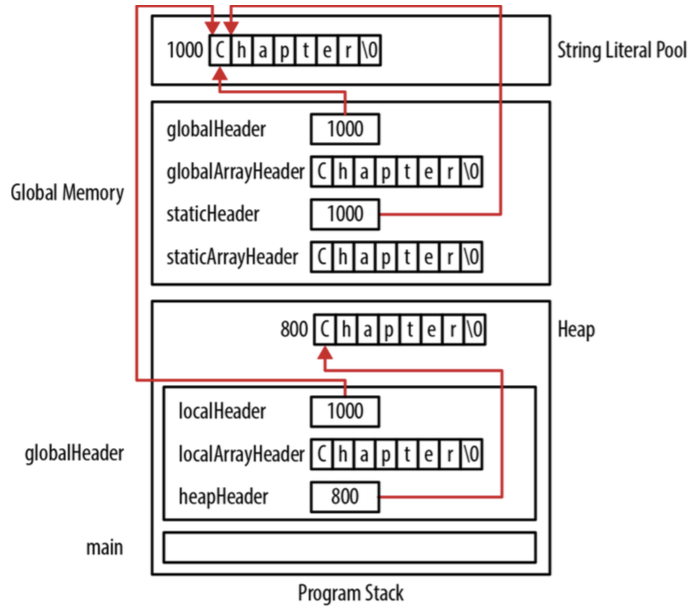 1000 C h a p t e r \0
String Literal Pool
globalHeader 1000
globalArrayHeader C h a p t e r \0
Global Memory
staticHeader 1000
staticArrayHeader C h a p t e r \0
800 C h a p t e r \0
Heap
localHeader 1000
globalHeader
localArrayHeader C h a p t e r \0
heapHeader 800
main
Program Stack